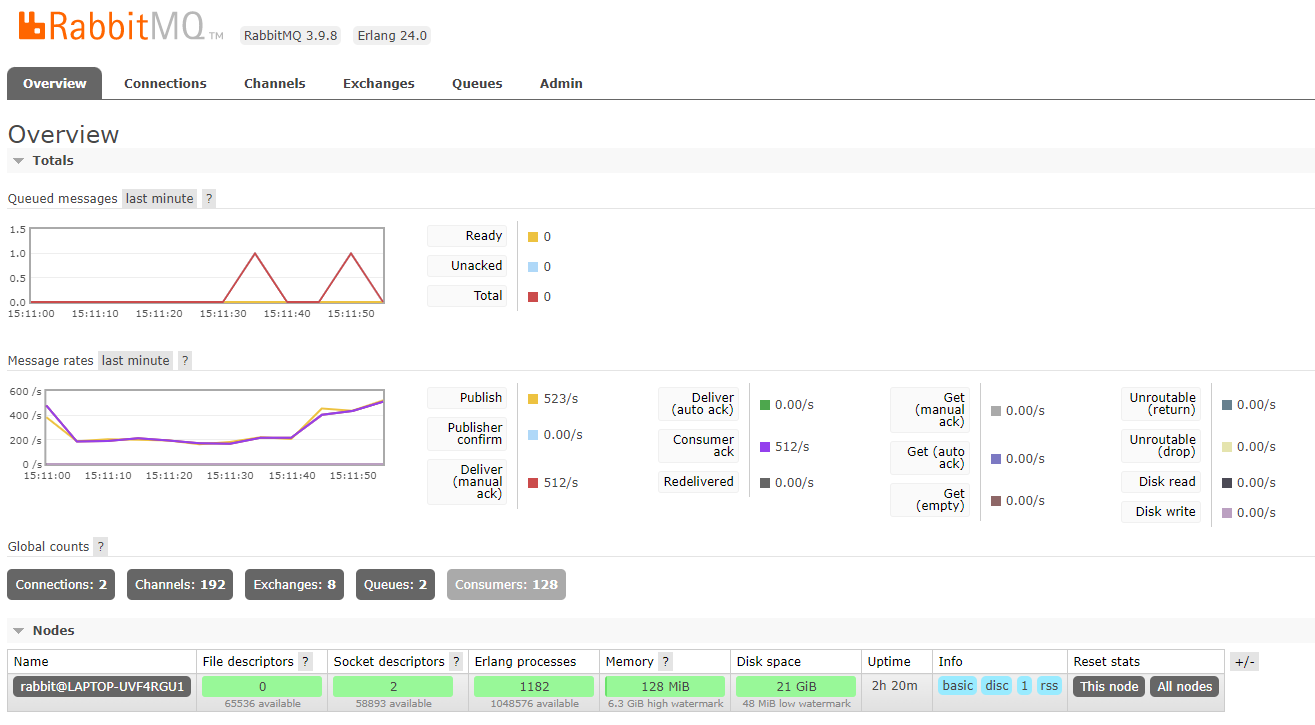 RabbitMQ TM RabbitMQ 3.9.8 Erlang 24.0
Overview Connections Channels Exchanges Queues Admin
Overview
Totals
Queued messages last minute ?
1.5
1.0
0.5
0.0
15:11:00 15:11:10 15:11:20 15:11:30 15:11:40 15:11:50
Ready 0
Unacked 0
Total 0
Message rates last minute ?
600 /s
400 /s
200 /s
0 /s
15:11:00 15:11:10 15:11:20 15:11:30 15:11:40 15:11:50
Publish 523/s
Publisher
confirm 0.00/s
Deliver
(manual
ack) 512/s
Deliver
(auto ack) 0.00/s
Consumer
ack 512/s
Redelivered 0.00/s
Get
(manual
ack) 0.00/s
Get (auto
ack) 0.00/s
Get
(empty) 0.00/s
Unroutable
(return) 0.00/s
Unroutable
(drop) 0.00/s
Disk read 0.00/s
Disk write 0.00/s
Global counts ?
Connections: 2 Channels: 192 Exchanges: 8 Queues: 2 Consumers: 128
Nodes
Name File descriptors ? Socket descriptors ? Erlang processes Memory ? Disk space Uptime Info Reset stats +/-
rabbit@LAPTOP-UVF4RGU1 0 2 1182 128 MiB 21 GiB 2h 20m basic disc 1 rss This node All nodes
65536 available 58893 available 1048576 available 6.3 GiB high watermark 48 MiB low watermark